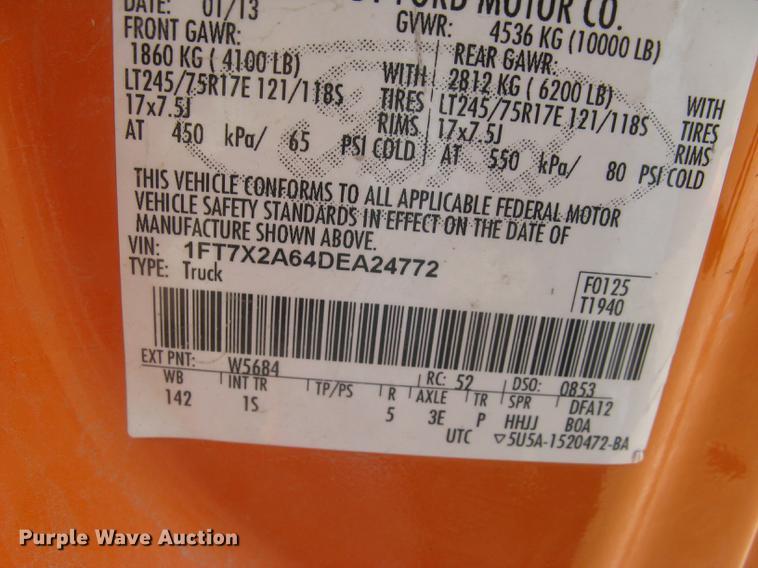 DATE: 01/13
FORD MOTOR CO.
GVWR: 4536 KG (10000 LB)
FRONT GAWR:
1860 KG ( 4100 LB)
LT245/75R17E 121/118S
17x7.5J
AT 450 kPa/ 65
WITH
TIRES
RIMS
PSI COLD
REAR GAWR:
2812 KG ( 6200 LB)
LT245/75R17E 121/118S
17x7.5J
AT 550 kPa/ 80
WITH
TIRES
RIMS
PSI COLD
THIS VEHICLE CONFORMS TO ALL APPLICABLE FEDERAL MOTOR
VEHICLE SAFETY STANDARDS IN EFFECT ON THE DATE OF
MANUFACTURE SHOWN ABOVE.
VIN: 1FT7X2A64DEA24772
TYPE: Truck
F0125
T1940
EXT PNT: W5684 RC: 52 DSO: 0853
WB INT TR TP/PS R AXLE TR SPR DFA12
142 1S 5 3E P HHJJ BOA
UTC ▽5U5A-1520472-BA
Purple Wave Auction